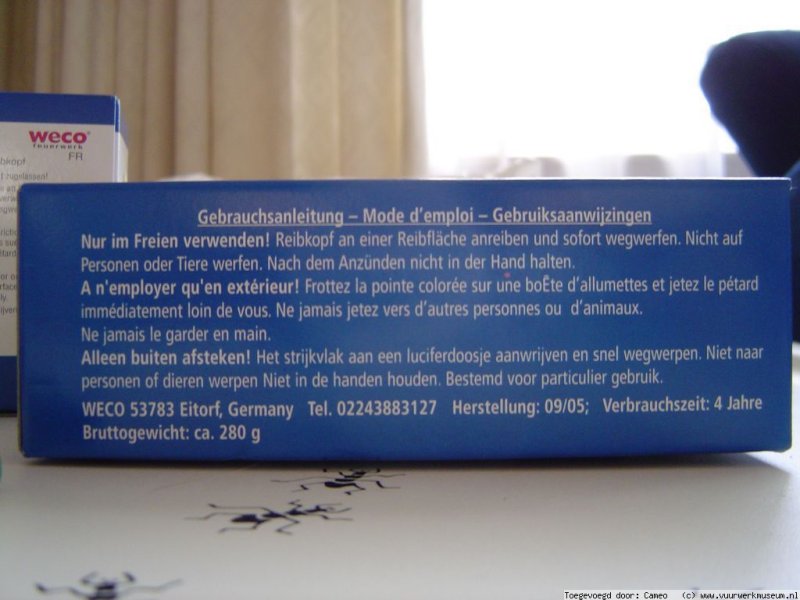 weco
feuerwerk
FR
Gebrauchsanleitung – Mode d'emploi – Gebruiksaanwijzingen
Nur im Freien verwenden! Reibkopf an einer Reibfläche anreiben und sofort wegwerfen. Nicht auf
Personen oder Tiere werfen. Nach dem Anzünden nicht in der Hand halten.
A n'employer qu'en extérieur! Frottez la pointe colorée sur une boÊte d'allumettes et jetez le pétard
immédiatement loin de vous. Ne jamais jetez vers d'autres personnes ou d'animaux.
Ne jamais le garder en main.
Alleen buiten afsteken! Het strijkvlak aan een luciferdoosje aanwrijven en snel wegwerpen. Niet naar
personen of dieren werpen Niet in de handen houden. Bestemd voor particulier gebruik.
WECO 53783 Eitorf, Germany Tel. 02243883127 Herstellung: 09/05; Verbrauchszeit: 4 Jahre
Bruttogewicht: ca. 280 g
Toegevoegd door: Cameo (c) www.vuurwerkmuseum.nl